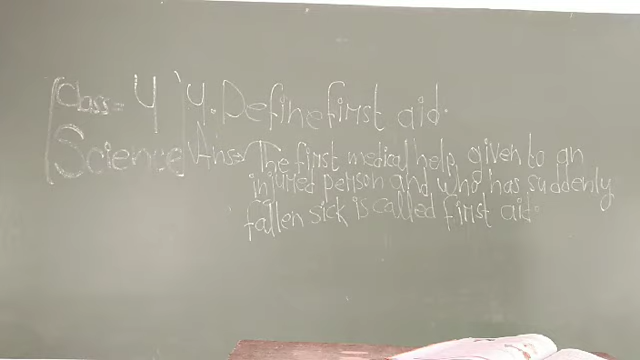 Class = 4
Science
4. Define first aid.
Ans→ The first medical help given to an
injured person and who has suddenly
fallen sick is called first aid.